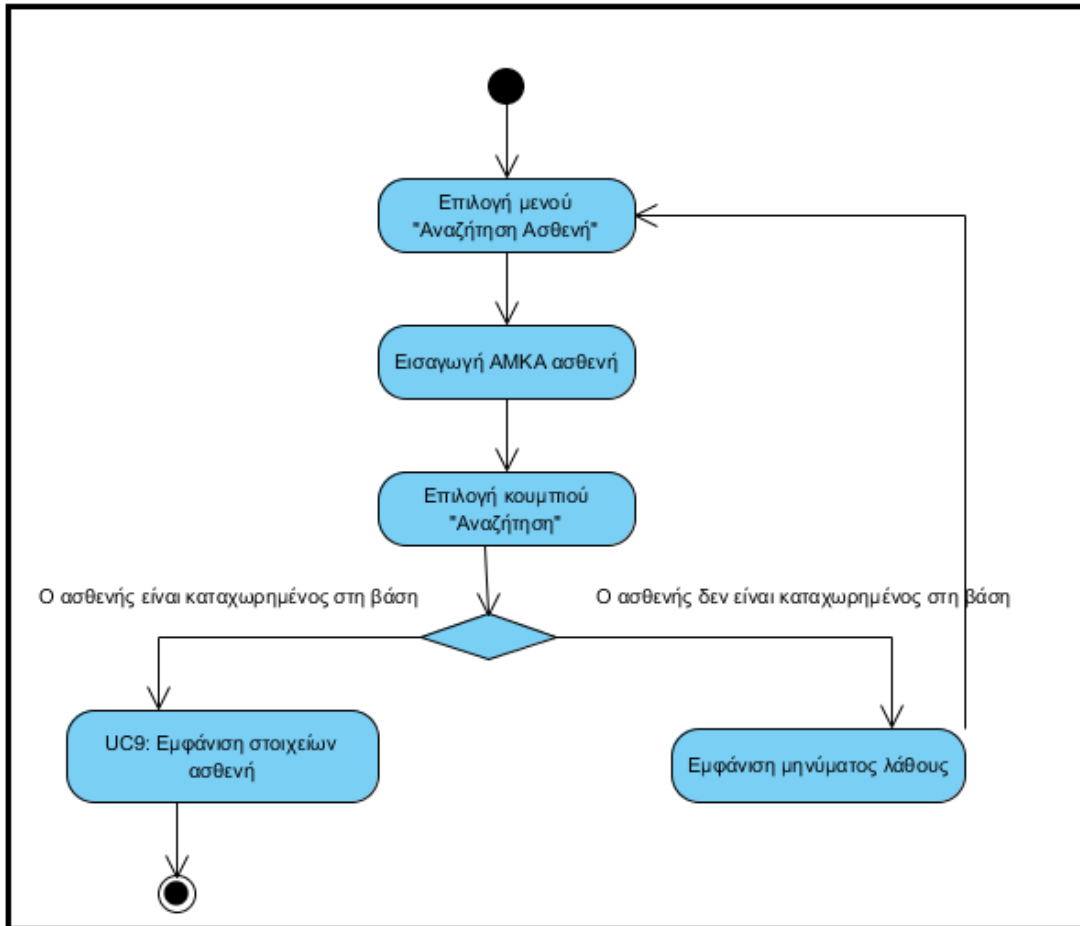 Επιλογή μενού
"Αναζήτηση Ασθενή"
Εισαγωγή ΑΜΚΑ ασθενή
Επιλογή κουμπιού
"Αναζήτηση"
Ο ασθενής είναι καταχωρημένος στη βάση
Ο ασθενής δεν είναι καταχωρημένος στη βάση
UC9: Εμφάνιση στοιχείων
ασθενή
Εμφάνιση μηνύματος λάθους